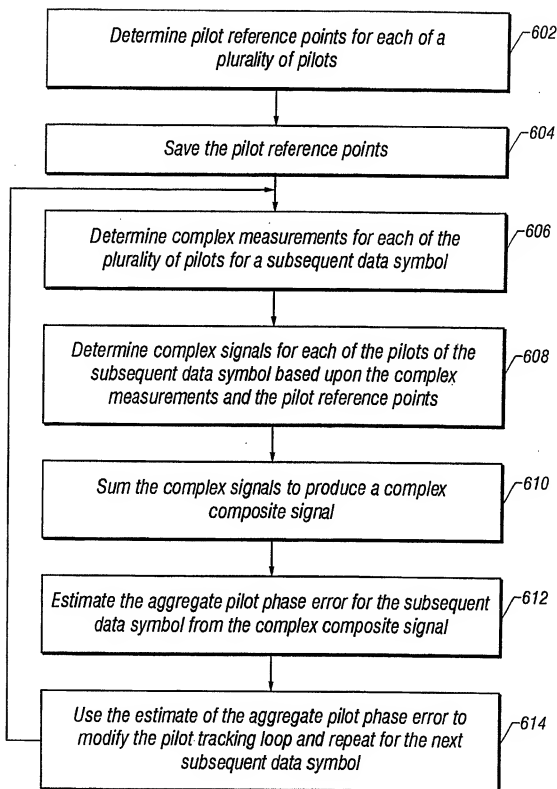 Determine pilot reference points for each of a
plurality of pilots
602
Save the pilot reference points
604
Determine complex measurements for each of the
plurality of pilots for a subsequent data symbol
606
Determine complex signals for each of the pilots of the
subsequent data symbol based upon the complex
measurements and the pilot reference points
608
Sum the complex signals to produce a complex
composite signal
610
Estimate the aggregate pilot phase error for the subsequent
data symbol from the complex composite signal
612
Use the estimate of the aggregate pilot phase error to
modify the pilot tracking loop and repeat for the next
subsequent data symbol
614